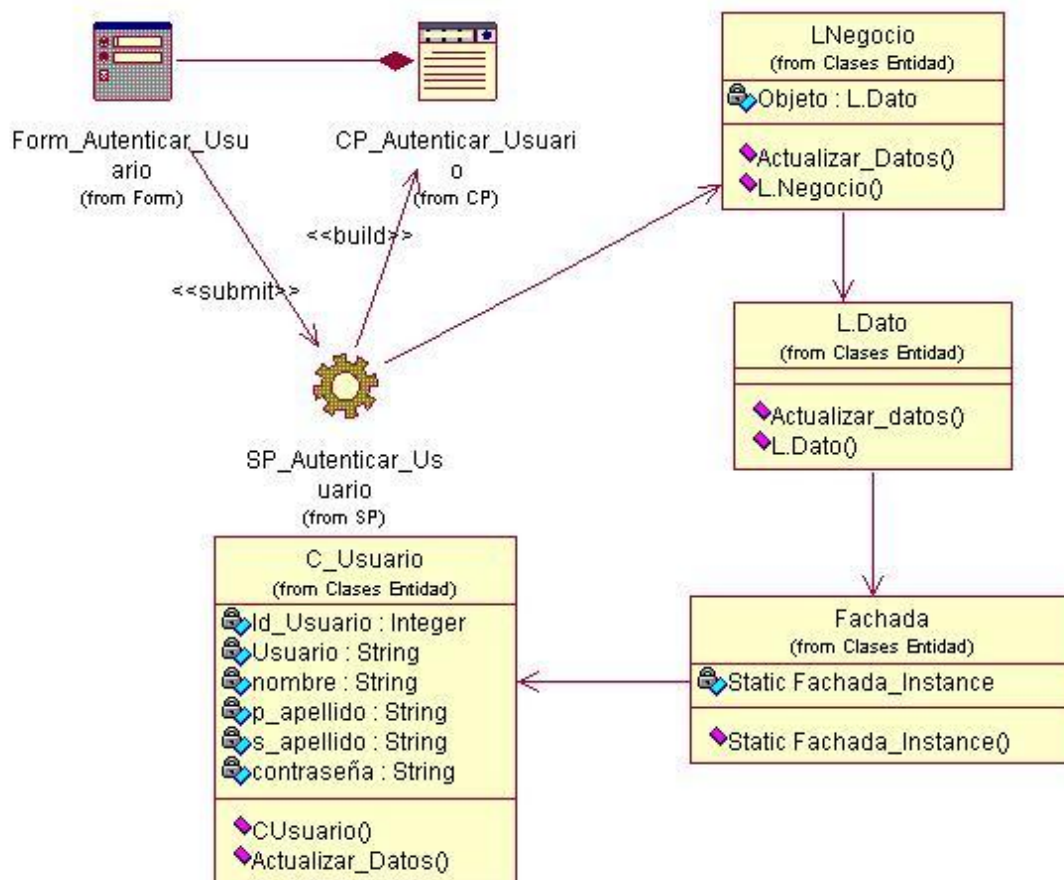 Form_Autenticar_Usu
ario
(from Form)
CP_Autenticar_Usuari
o
(from CP)
<<build>>
<<submit>>
SP_Autenticar_Us
uario
(from SP)
LNegocio
(from Clases Entidad)
Objeto : L.Dato
Actualizar_Datos()
L.Negocio()
L.Dato
(from Clases Entidad)
Actualizar_datos()
L.Dato()
Fachada
(from Clases Entidad)
Static Fachada_Instance
Static Fachada_Instance()
C_Usuario
(from Clases Entidad)
Id_Usuario : Integer
Usuario : String
nombre : String
p_apellido : String
s_apellido : String
contraseña : String
CUsuario()
Actualizar_Datos()